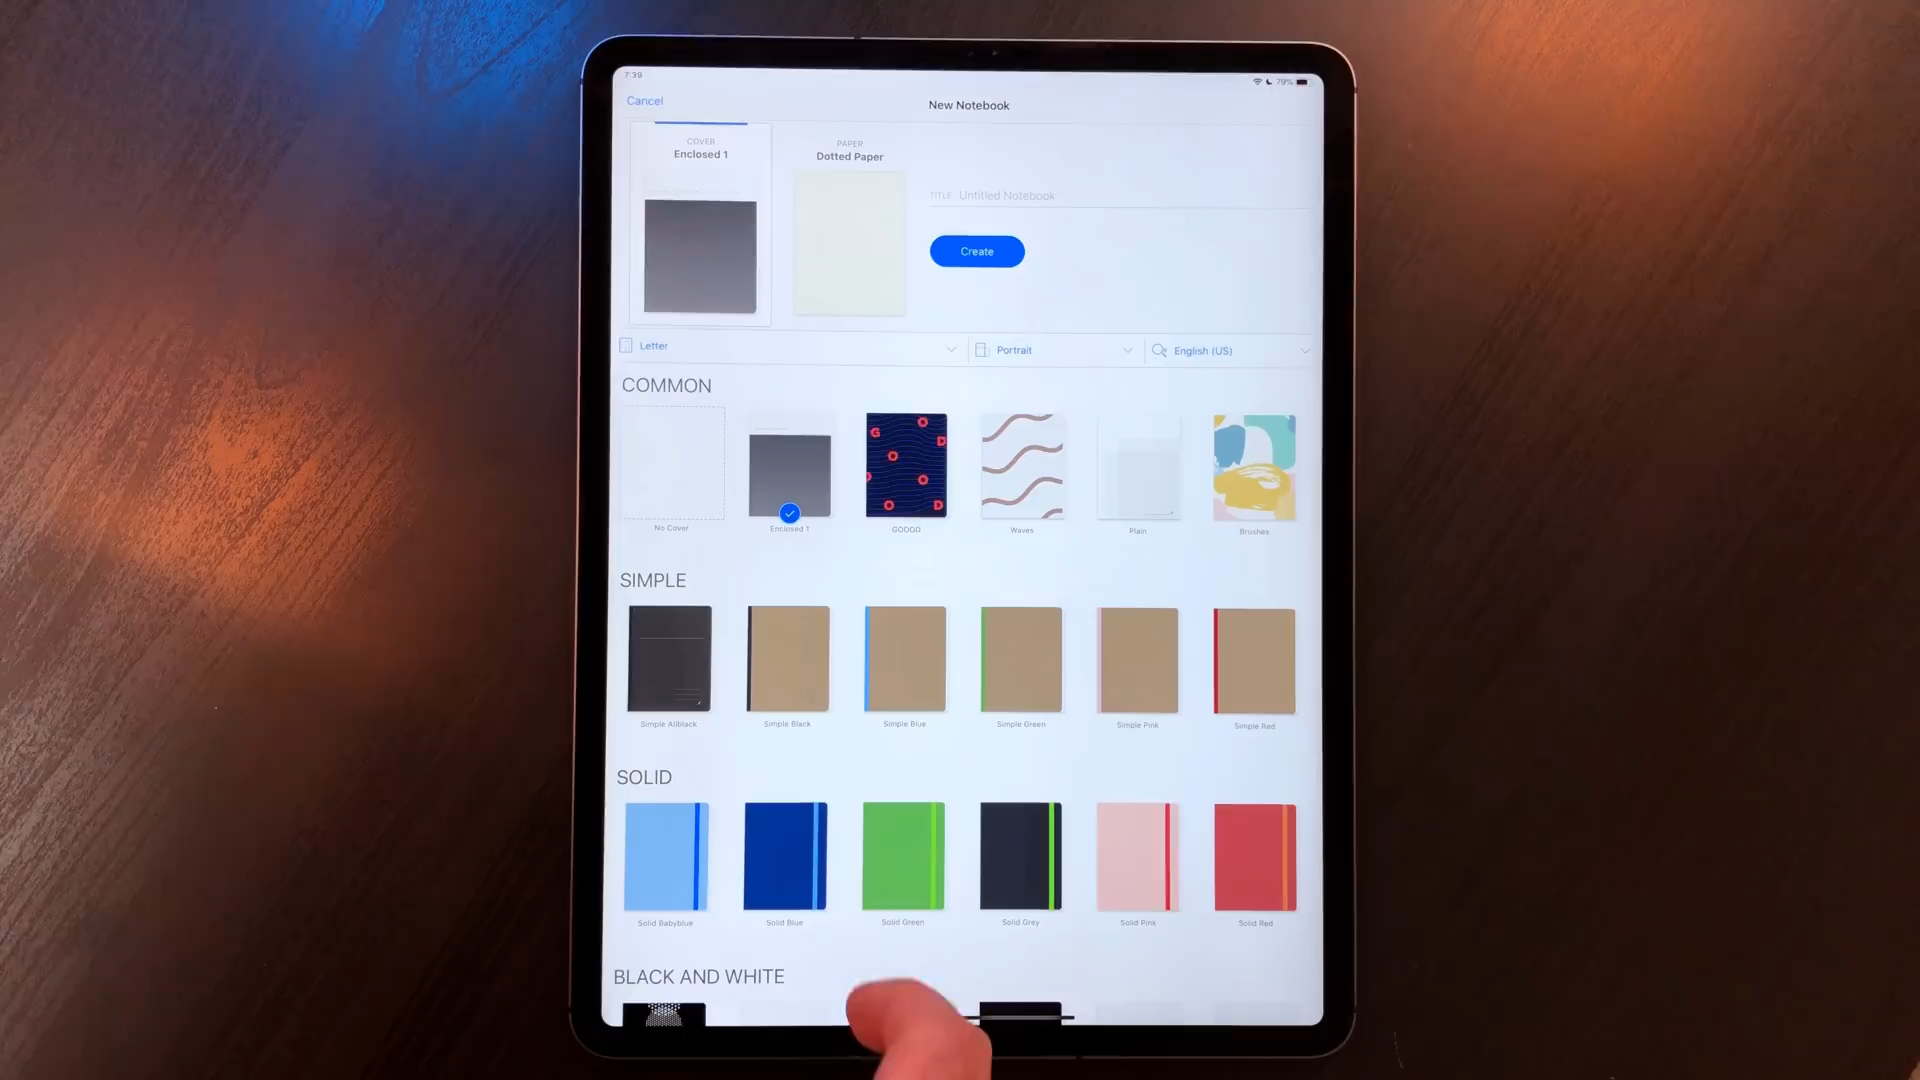 7:39
79%
Cancel
New Notebook
COVER
Enclosed 1
PAPER
Dotted Paper
TITLE Untitled Notebook
Create
Letter
Portrait
English (US)
COMMON
G O D O O O D
No Cover
Enclosed 1
GOOOD
Waves
Plain
Brushes
SIMPLE
Simple Allblack
Simple Black
Simple Blue
Simple Green
Simple Pink
Simple Red
SOLID
Solid Babyblue
Solid Blue
Solid Green
Solid Grey
Solid Pink
Solid Red
BLACK AND WHITE